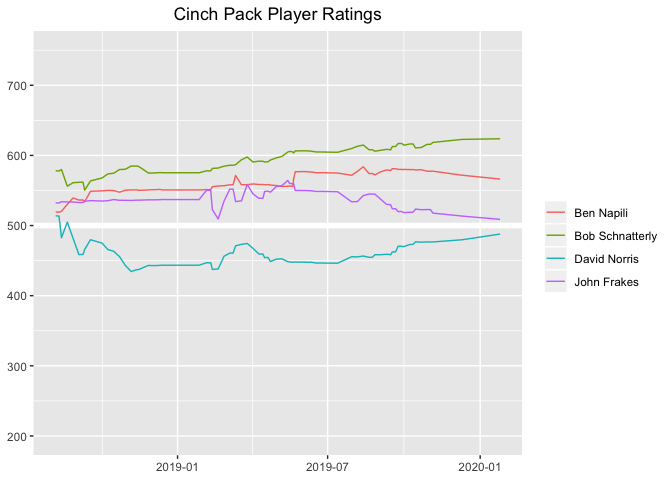 Cinch Pack Player Ratings
700
600
500
400
300
200
2019-01
2019-07
2020-01
Ben Napili
Bob Schnatterly
David Norris
John Frakes